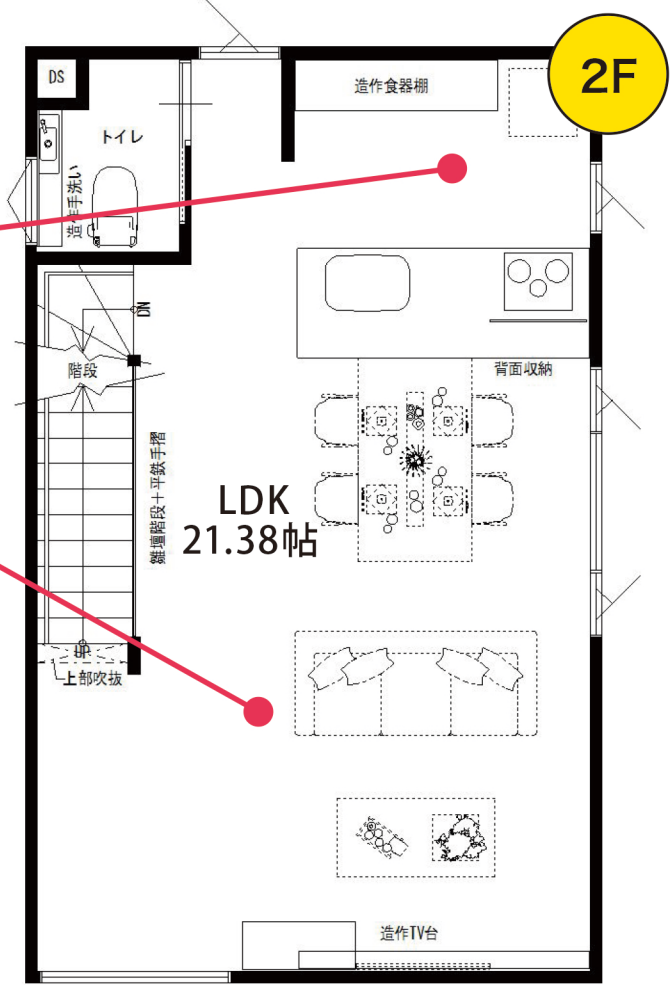 2F
DS
造作食器棚
トイレ
造作手洗い
DN
階段
背面収納
雛壇階段＋平鉄手摺
LDK
21.38帖
UP
上部吹抜
造作TV台